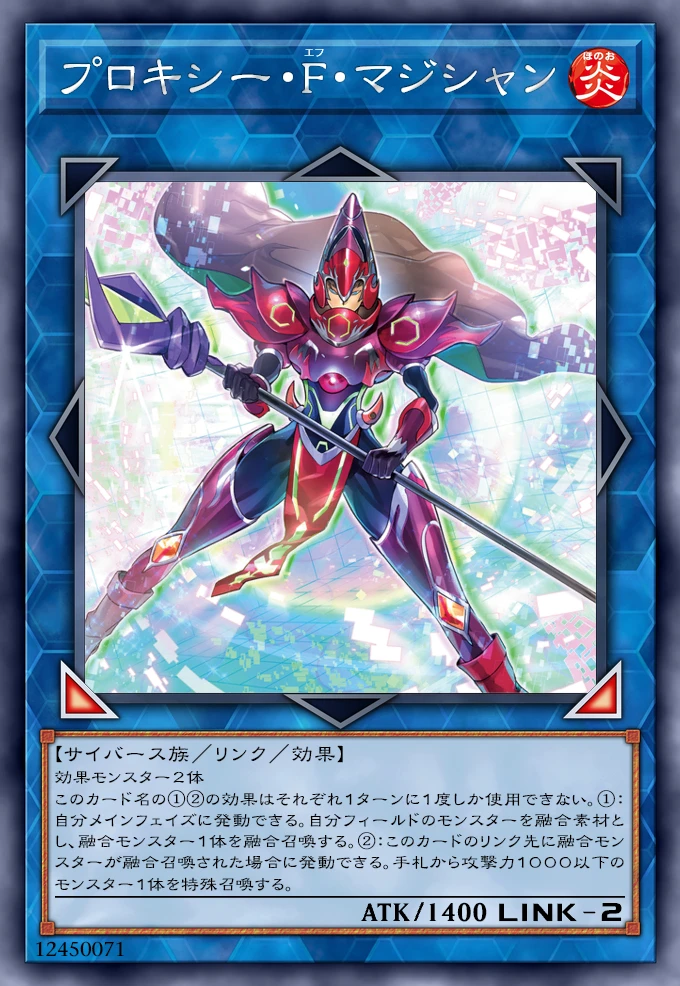 エフ
プロキシー・F・マジシャン
ほのお
炎
【サイバース族／リンク／効果】
効果モンスター２体
このカード名の①②の効果はそれぞれ１ターンに１度しか使用できない。①：
自分メインフェイズに発動できる。自分フィールドのモンスターを融合素材と
し、融合モンスター１体を融合召喚する。②：このカードのリンク先に融合モン
スターが融合召喚された場合に発動できる。手札から攻撃力１０００以下の
モンスター１体を特殊召喚する。
ATK/1400 LINK-2
12450071